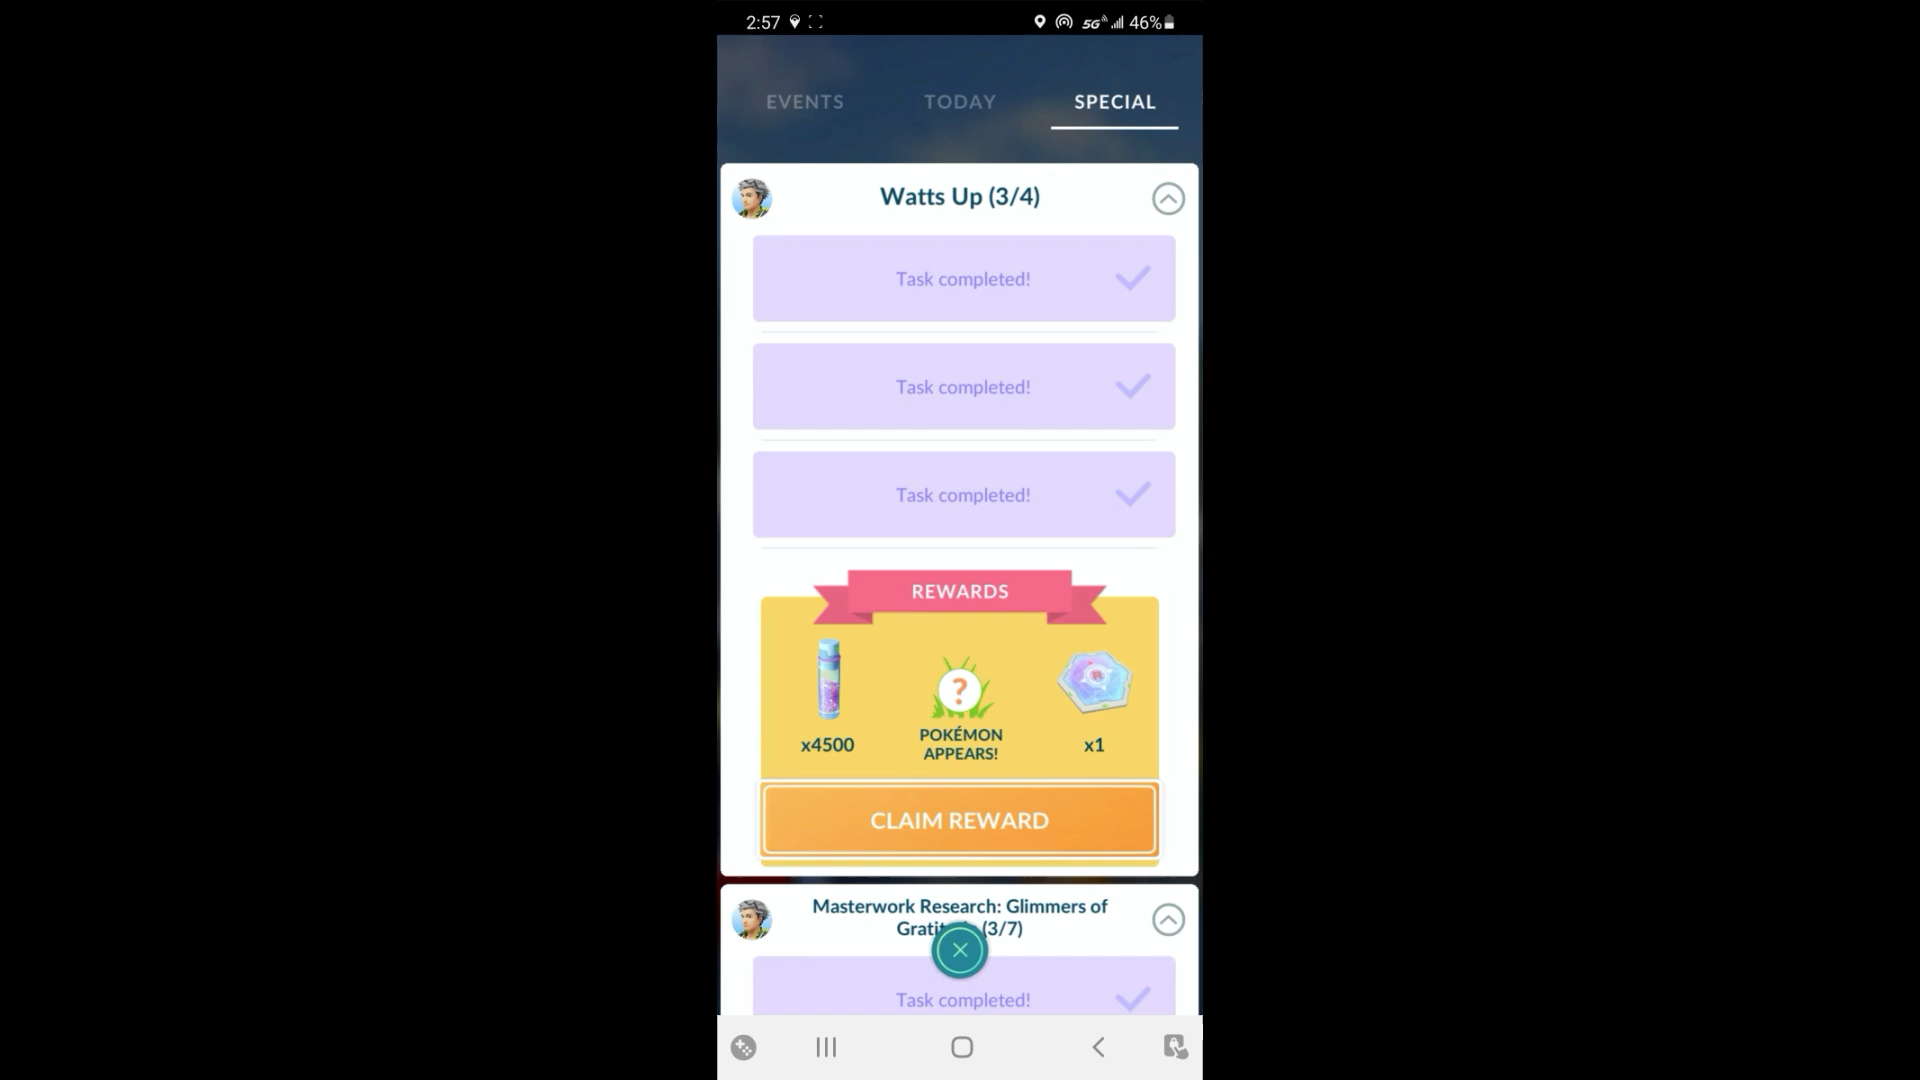 2:57 5G 46%
EVENTS TODAY SPECIAL
Watts Up (3/4)
Task completed!
Task completed!
Task completed!
REWARDS
x4500
POKÉMON
APPEARS!
R
x1
CLAIM REWARD
Masterwork Research: Glimmers of
(3/7)
Task completed!